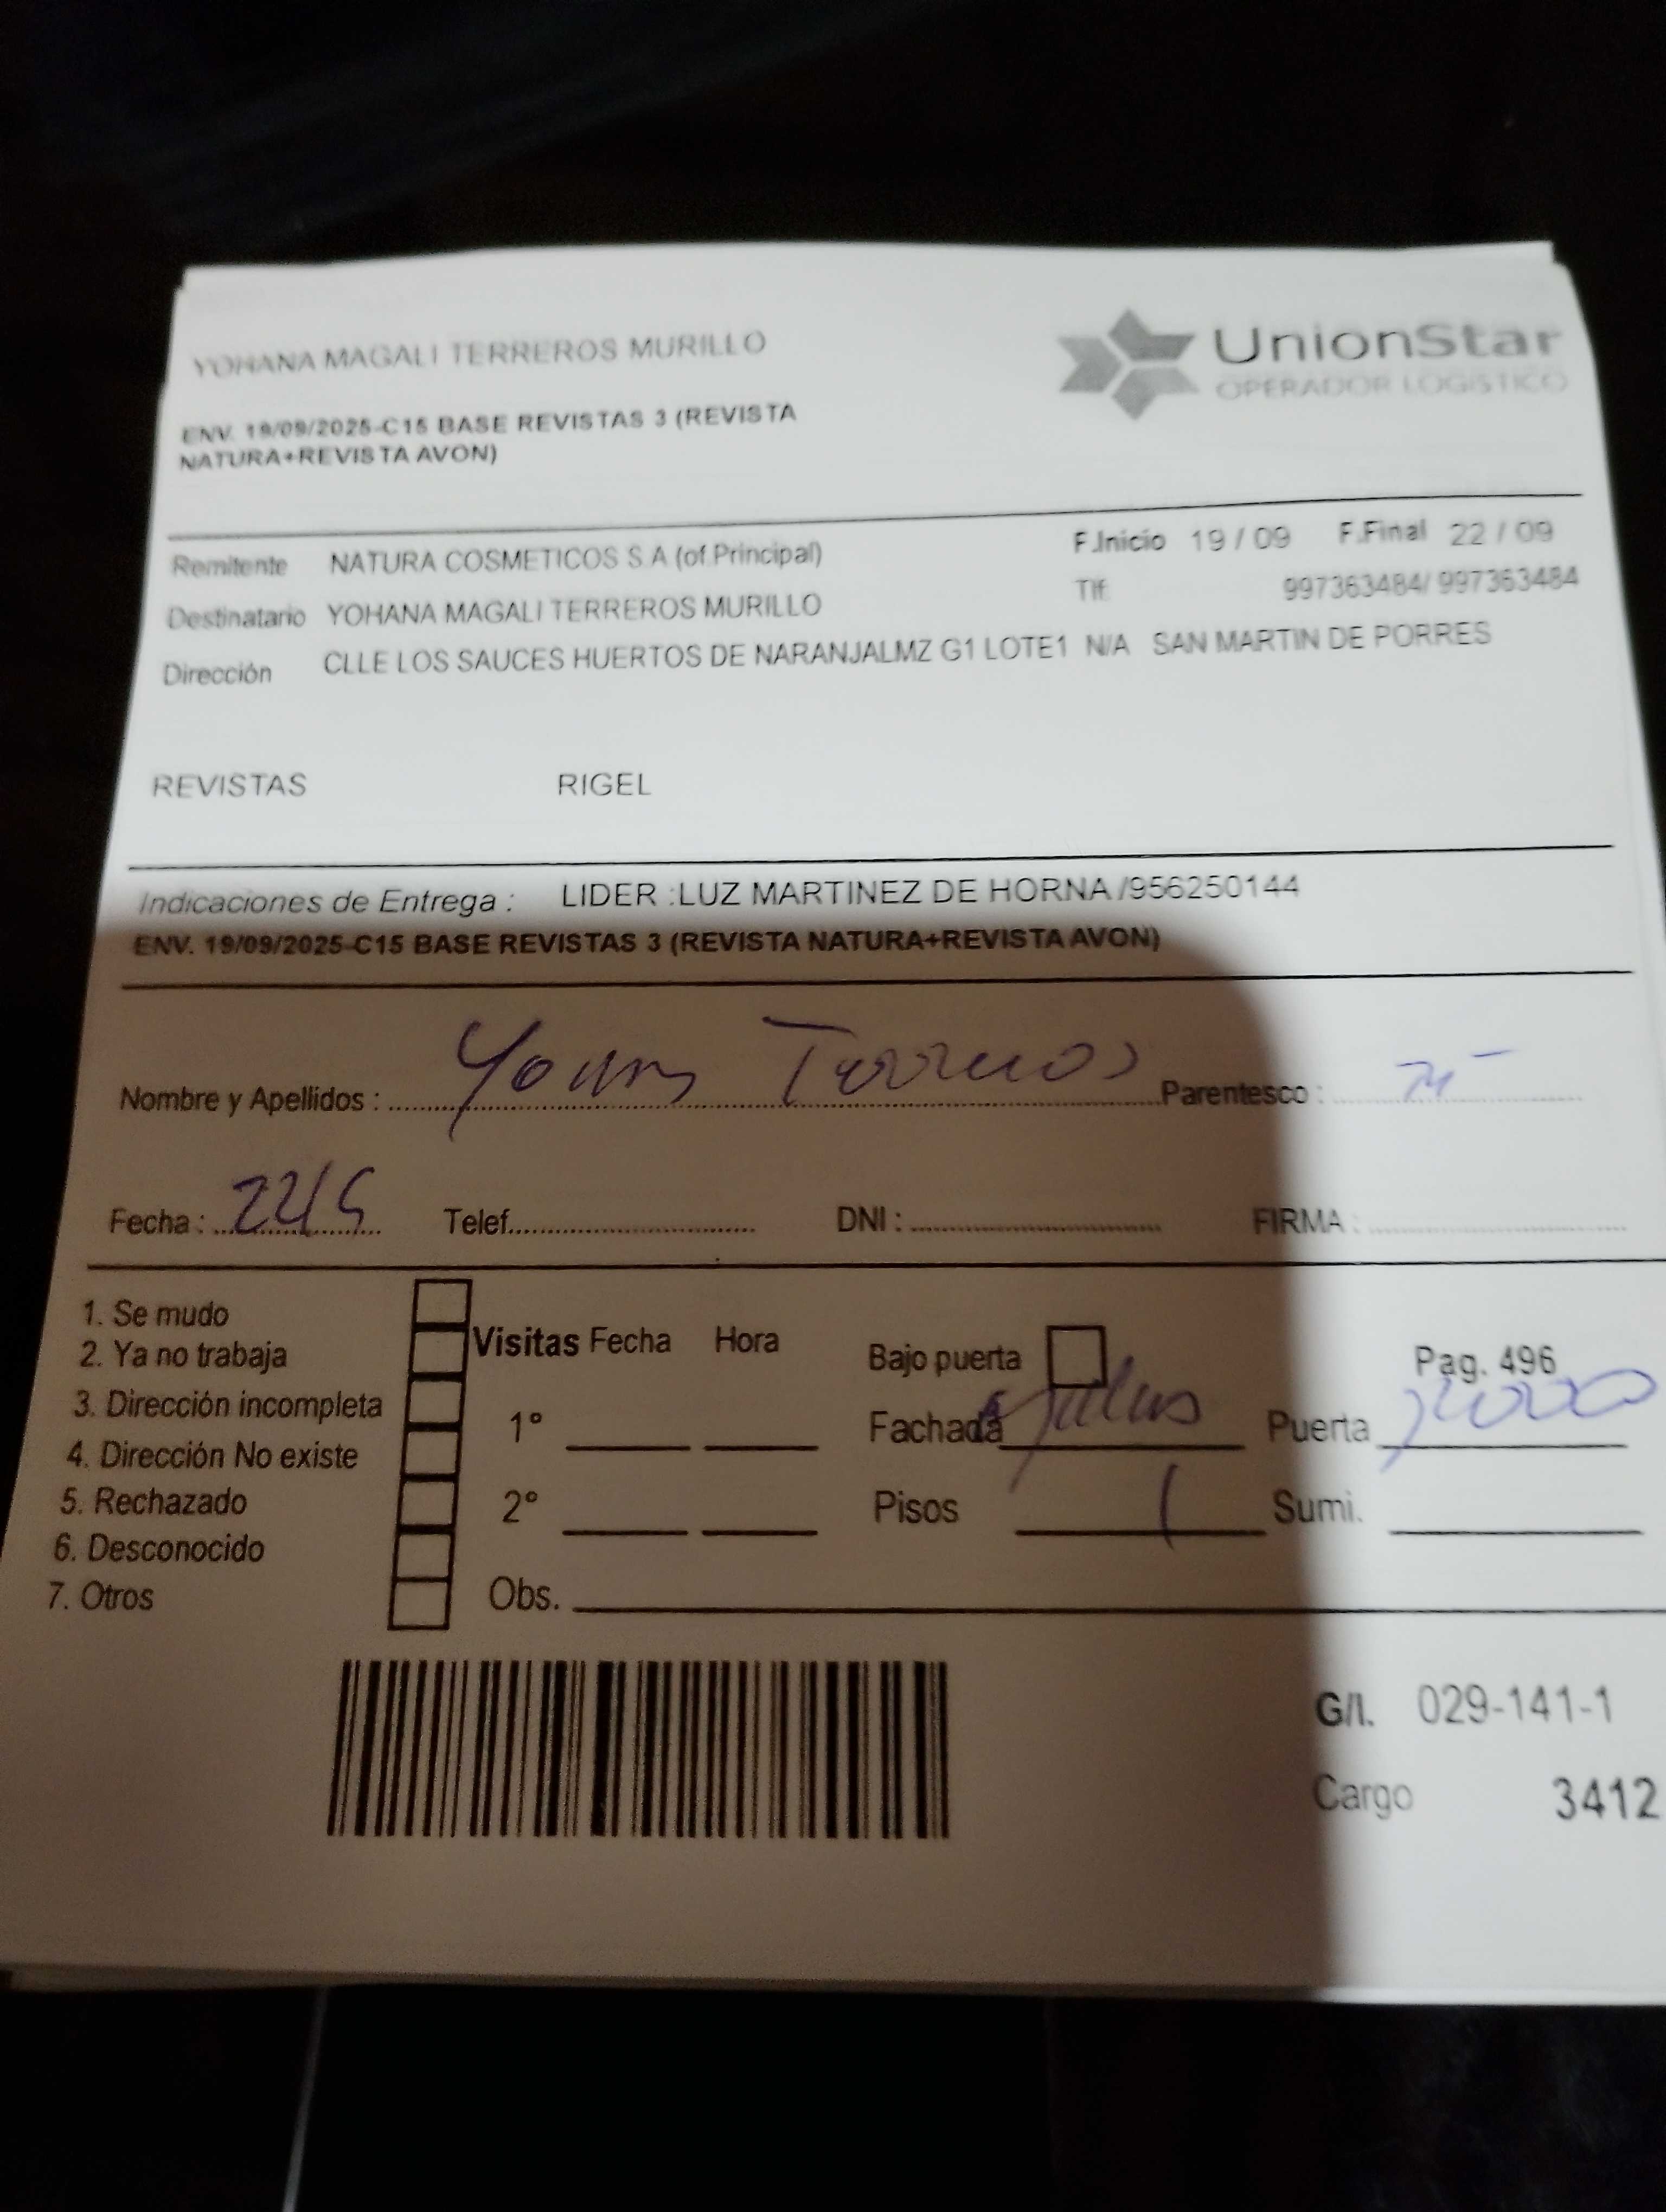 YOHANA MAGALI TERREROS MURILLO
UnionStar
OPERADOR LOGISTICO
ENV. 19/09/2025-C15 BASE REVISTAS 3 (REVISTA
NATURA+REVISTA AVON)
Remitente NATURA COSMETICOS S.A (of.Principal) F.Inicio 19 / 09 F.Final 22 / 09
Destinatario YOHANA MAGALI TERREROS MURILLO Tlf. 997363484/ 997363484
Dirección CLLE LOS SAUCES HUERTOS DE NARANJALMZ G1 LOTE1 N/A SAN MARTIN DE PORRES
REVISTAS RIGEL
Indicaciones de Entrega : LIDER :LUZ MARTINEZ DE HORNA /956250144
ENV. 19/09/2025-C15 BASE REVISTAS 3 (REVISTA NATURA+REVISTA AVON)
Nombre y Apellidos : Terreros Parentesco :
Fecha : Telef. DNI : FIRMA :
1. Se mudo
2. Ya no trabaja
3. Dirección incompleta
4. Dirección No existe
5. Rechazado
6. Desconocido
7. Otros
Visitas Fecha Hora
1°
2°
Obs.
Bajo puerta Pag. 496
Fachada Puerta
Pisos 1 Sumi.
G/I. 029-141-1
Cargo 3412